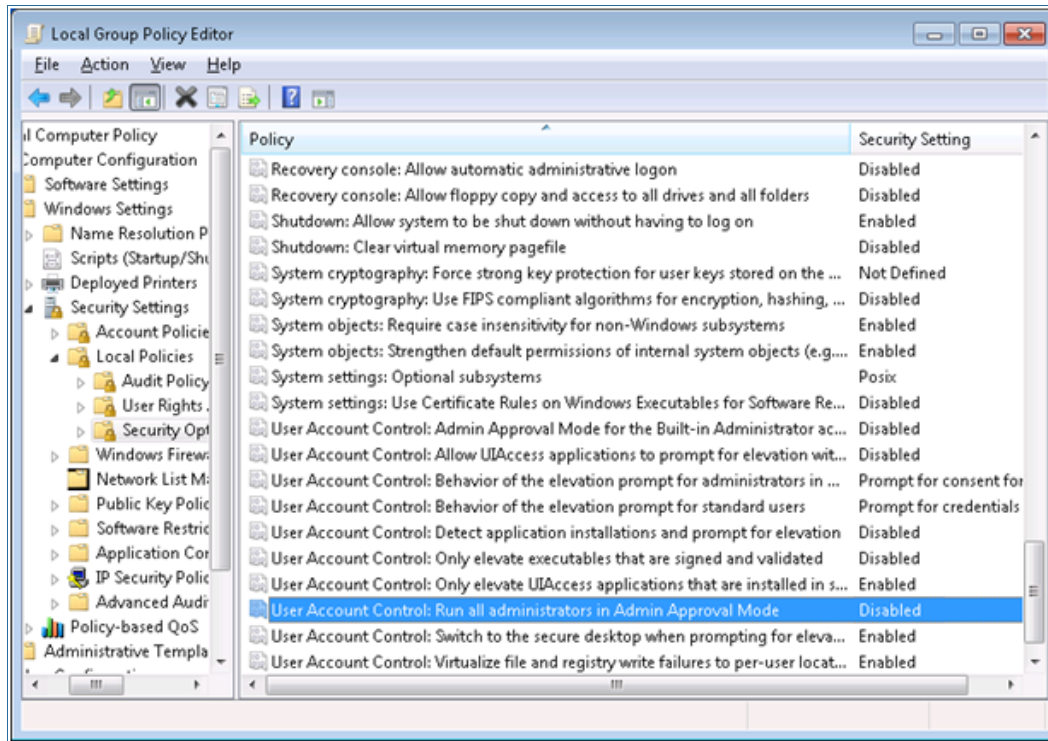 Local Group Policy Editor
File Action View Help
l Computer Policy
Computer Configuration
Software Settings
Windows Settings
Name Resolution P
Scripts (Startup/Shu
Deployed Printers
Security Settings
Account Policie
Local Policies
Audit Policy
User Rights .
Security Opt
Windows Firew
Network List M
Public Key Polic
Software Restric
Application Con
IP Security Polic
Advanced Audi
Policy-based QoS
Administrative Templa
Policy Security Setting
Recovery console: Allow automatic administrative logon Disabled
Recovery console: Allow floppy copy and access to all drives and all folders Disabled
Shutdown: Allow system to be shut down without having to log on Enabled
Shutdown: Clear virtual memory pagefile Disabled
System cryptography: Force strong key protection for user keys stored on the ... Not Defined
System cryptography: Use FIPS compliant algorithms for encryption, hashing, ... Disabled
System objects: Require case insensitivity for non-Windows subsystems Enabled
System objects: Strengthen default permissions of internal system objects (e.g.... Enabled
System settings: Optional subsystems Posix
System settings: Use Certificate Rules on Windows Executables for Software Re... Disabled
User Account Control: Admin Approval Mode for the Built-in Administrator ac... Disabled
User Account Control: Allow UIAccess applications to prompt for elevation wit... Disabled
User Account Control: Behavior of the elevation prompt for administrators in ... Prompt for consent for
User Account Control: Behavior of the elevation prompt for standard users Prompt for credentials
User Account Control: Detect application installations and prompt for elevation Disabled
User Account Control: Only elevate executables that are signed and validated Disabled
User Account Control: Only elevate UIAccess applications that are installed in s... Enabled
User Account Control: Run all administrators in Admin Approval Mode Disabled
User Account Control: Switch to the secure desktop when prompting for eleva... Enabled
User Account Control: Virtualize file and registry write failures to per-user locat... Enabled